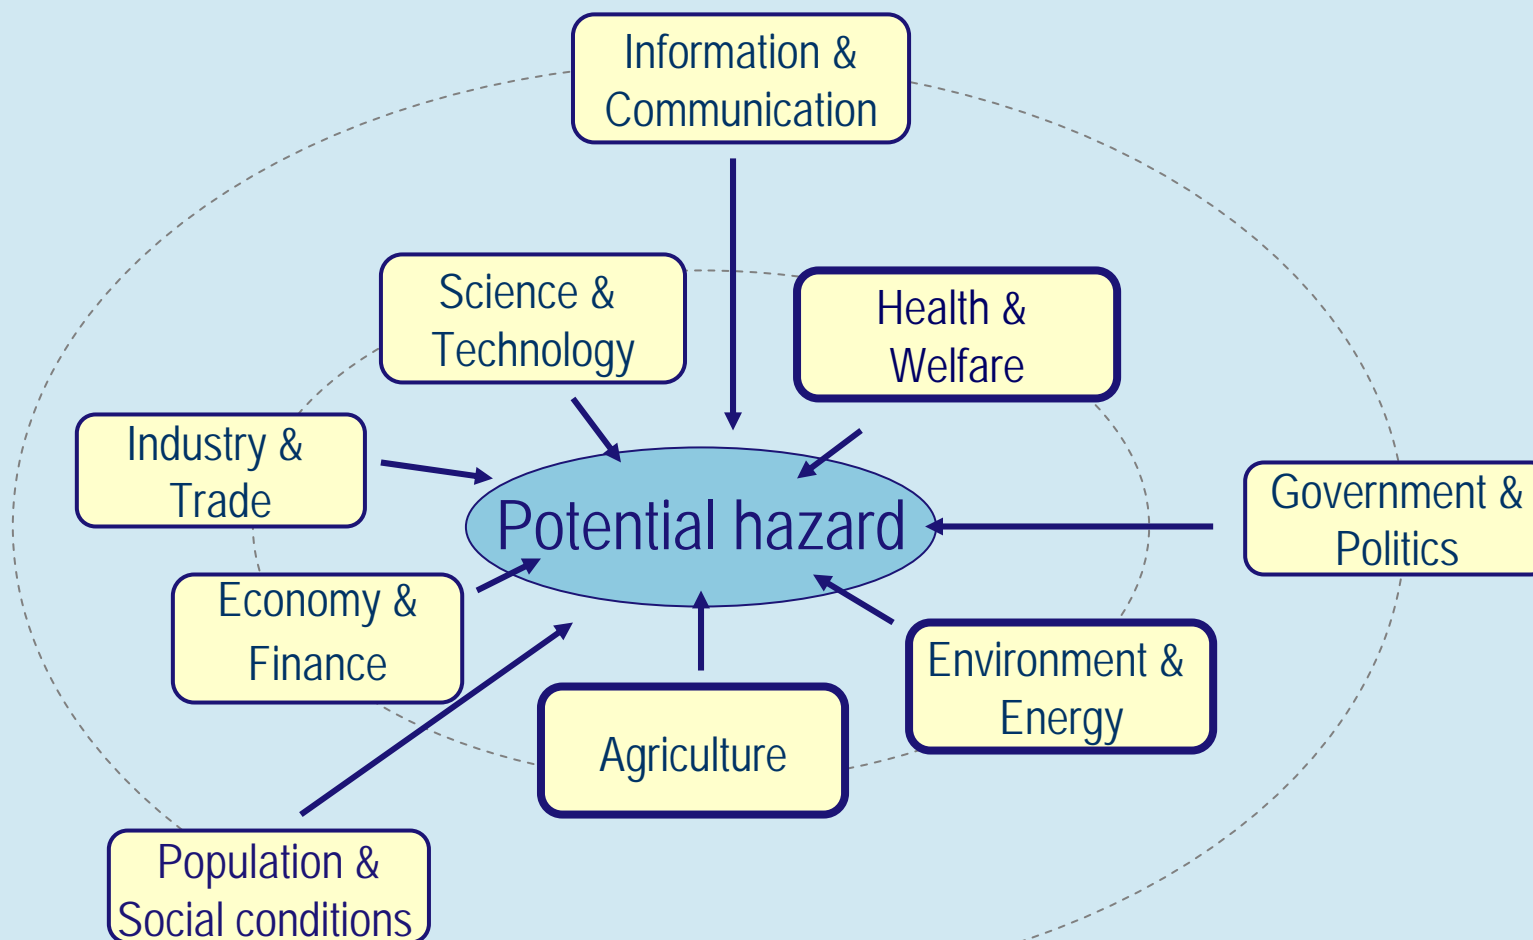 Information &
Communication
Science &
Technology
Health &
Welfare
Industry &
Trade
Government &
Politics
Potential hazard
Economy &
Finance
Environment &
Energy
Agriculture
Population &
Social conditions